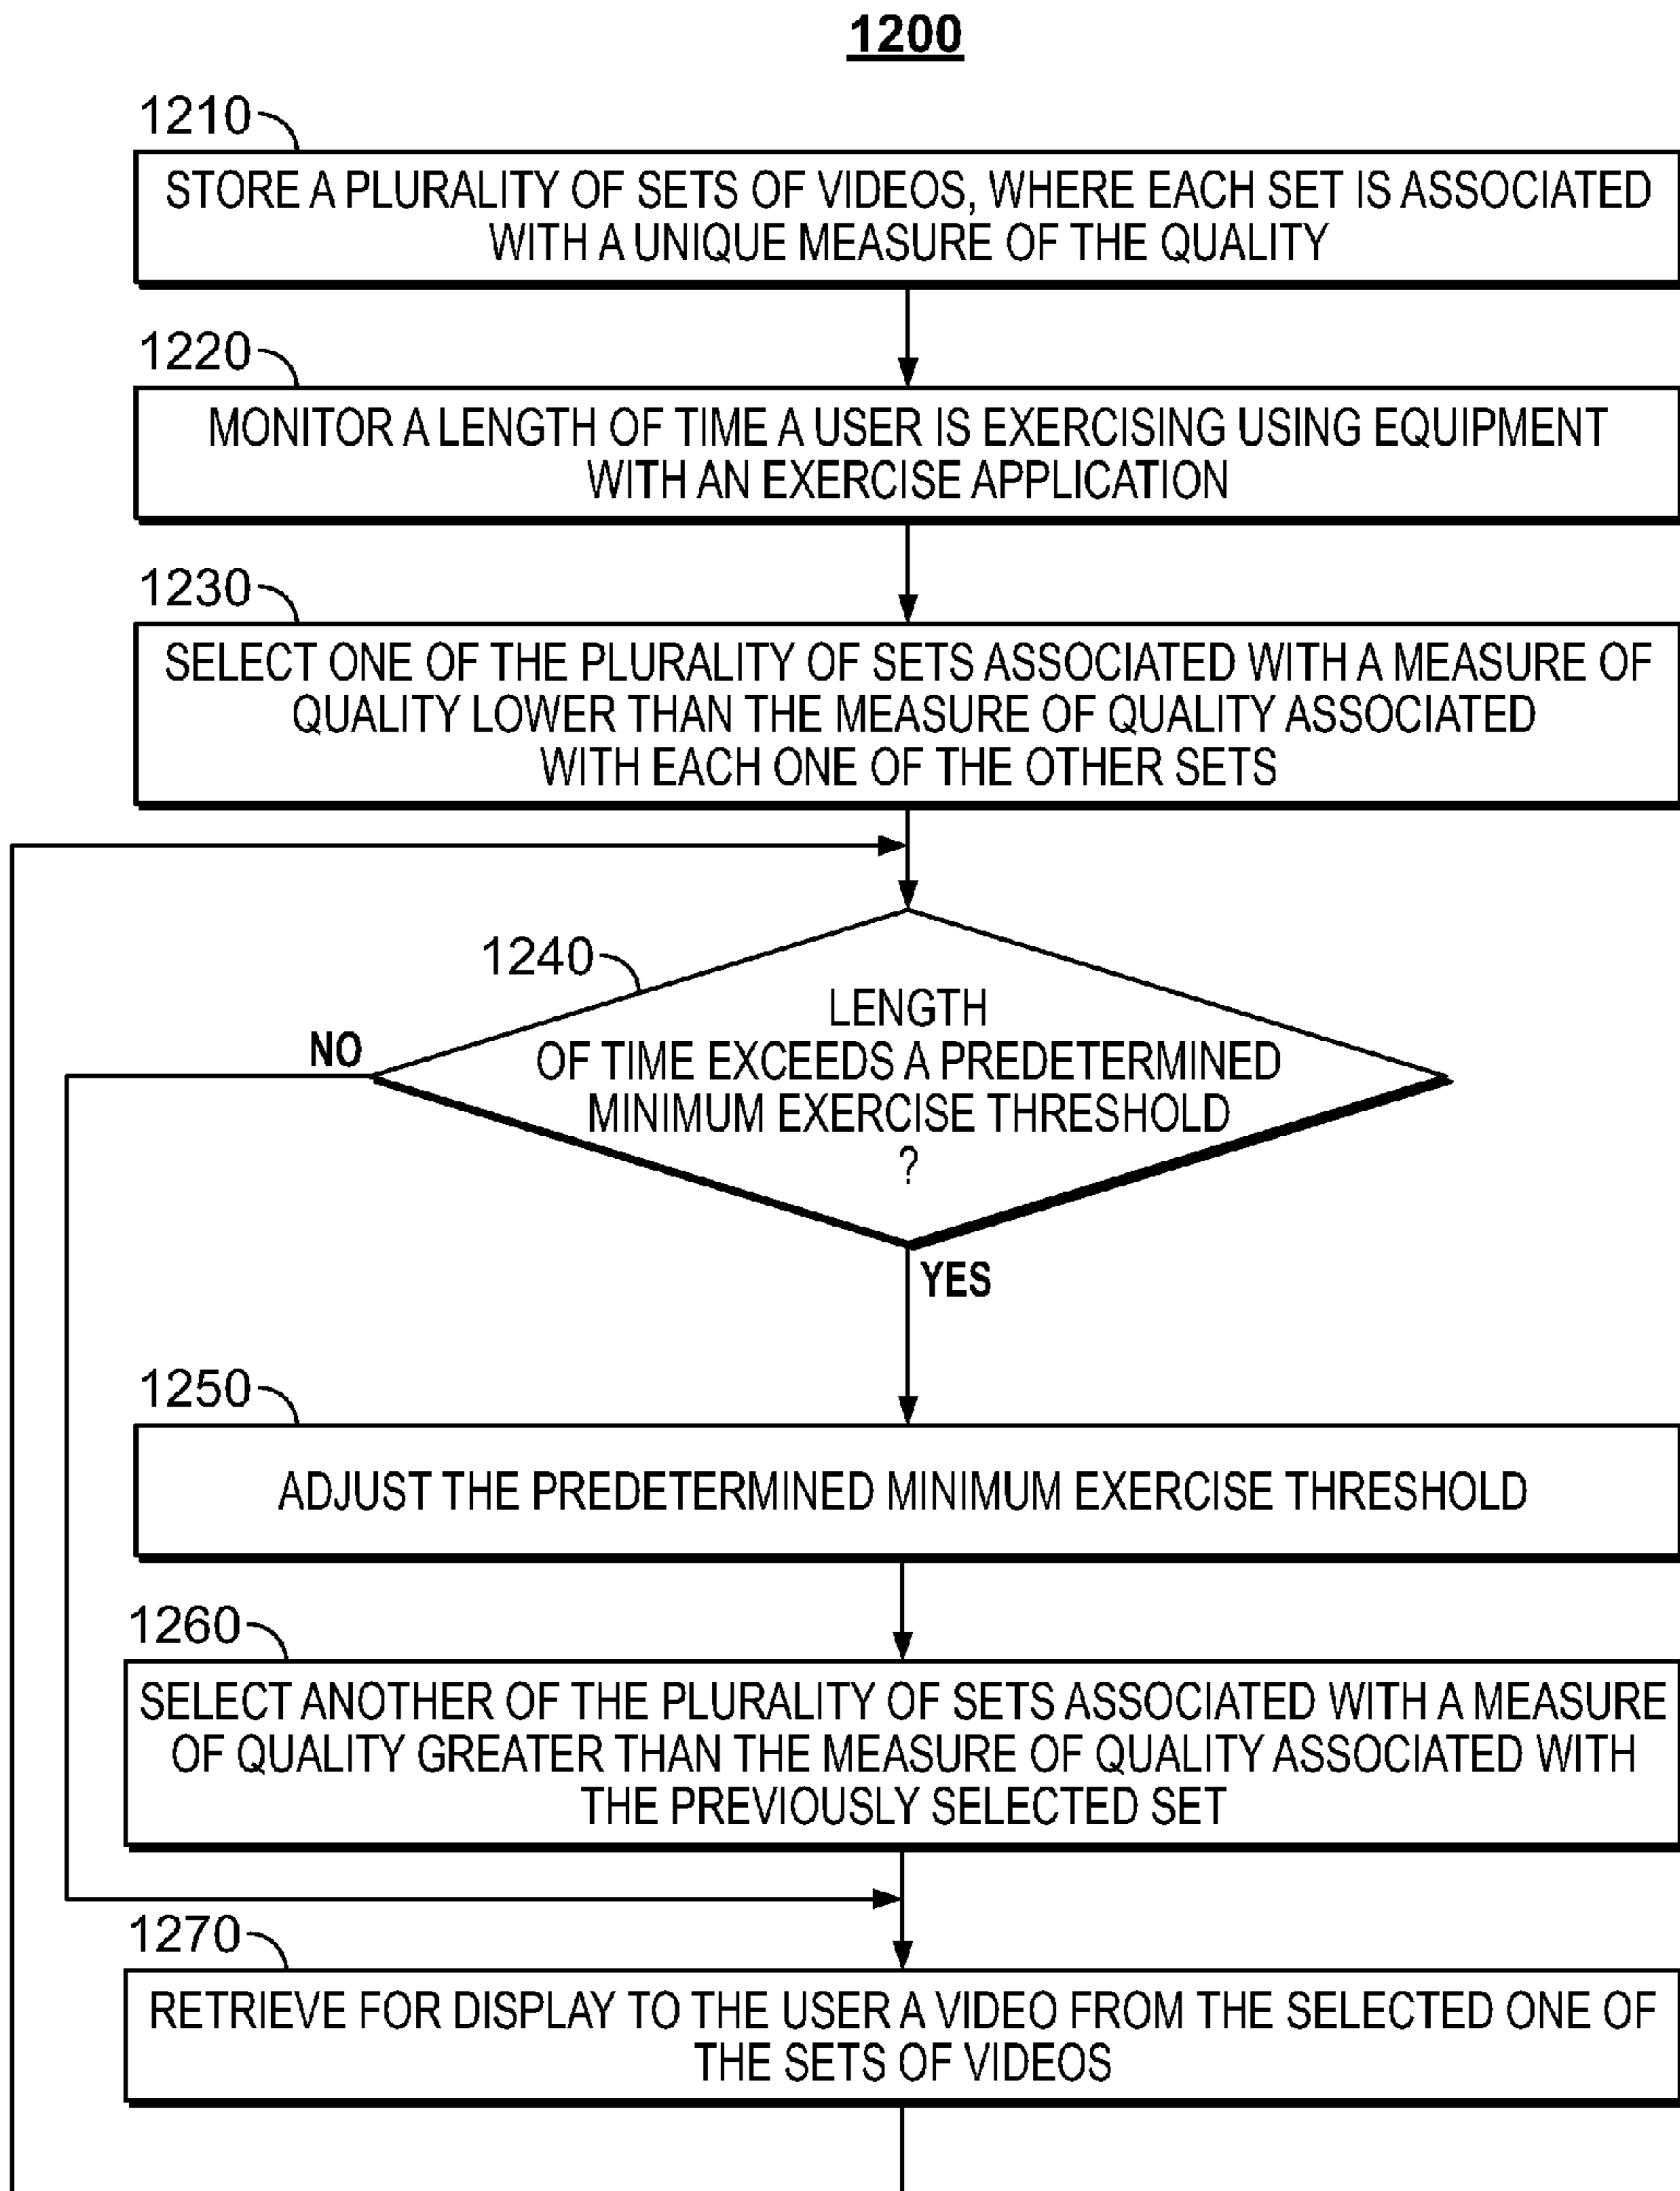 1200
1210
STORE A PLURALITY OF SETS OF VIDEOS, WHERE EACH SET IS ASSOCIATED
WITH A UNIQUE MEASURE OF THE QUALITY
1220
MONITOR A LENGTH OF TIME A USER IS EXERCISING USING EQUIPMENT
WITH AN EXERCISE APPLICATION
1230
SELECT ONE OF THE PLURALITY OF SETS ASSOCIATED WITH A MEASURE OF
QUALITY LOWER THAN THE MEASURE OF QUALITY ASSOCIATED
WITH EACH ONE OF THE OTHER SETS
1240
LENGTH
OF TIME EXCEEDS A PREDETERMINED
MINIMUM EXERCISE THRESHOLD
?
NO
YES
1250
ADJUST THE PREDETERMINED MINIMUM EXERCISE THRESHOLD
1260
SELECT ANOTHER OF THE PLURALITY OF SETS ASSOCIATED WITH A MEASURE
OF QUALITY GREATER THAN THE MEASURE OF QUALITY ASSOCIATED WITH
THE PREVIOUSLY SELECTED SET
1270
RETRIEVE FOR DISPLAY TO THE USER A VIDEO FROM THE SELECTED ONE OF
THE SETS OF VIDEOS